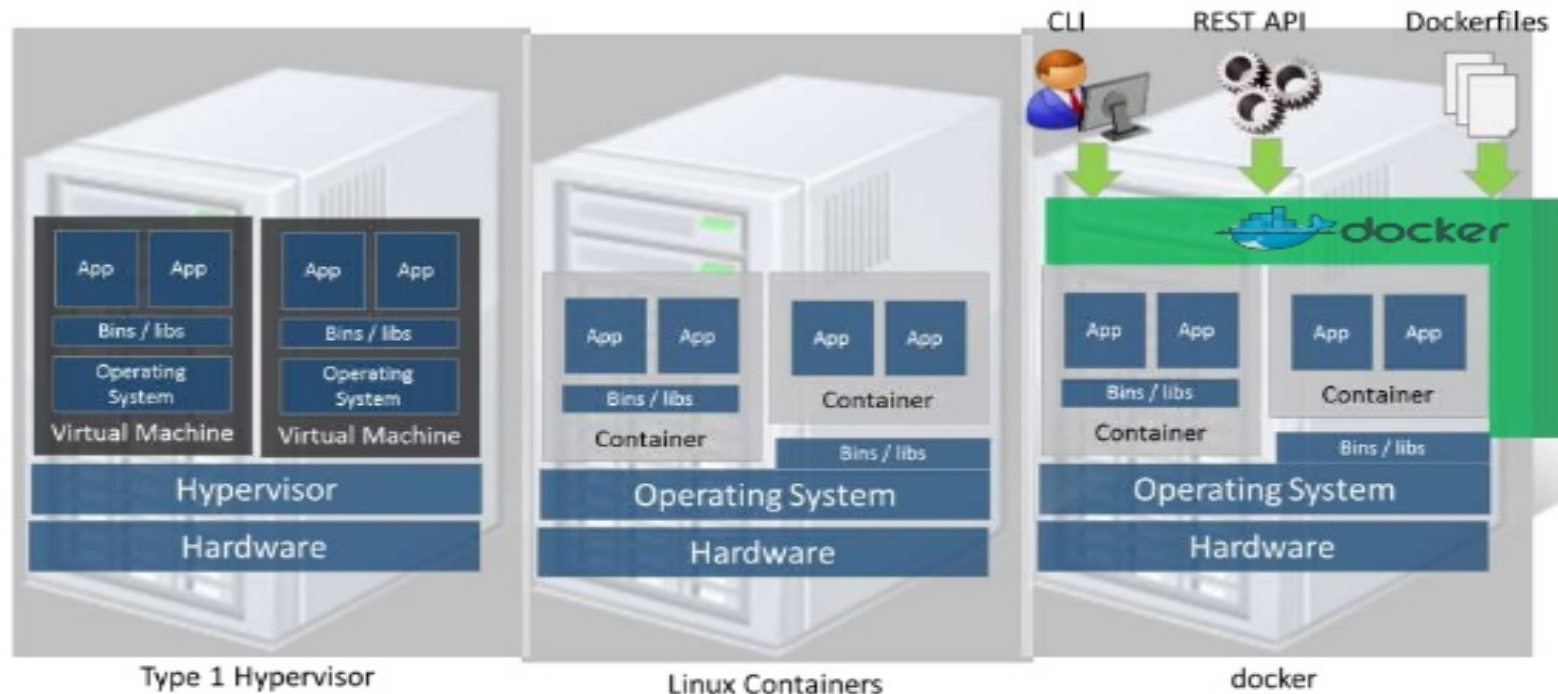 CLI
REST API
Dockerfiles
docker
App
App
Bins / libs
Operating
System
Virtual Machine
App
App
Bins / libs
Operating
System
Virtual Machine
Hypervisor
Hardware
Type 1 Hypervisor
App
App
Bins / libs
Container
App
App
Container
Bins / libs
Operating System
Hardware
Linux Containers
App
App
Bins / libs
Container
App
App
Container
Bins / libs
Operating System
Hardware
docker